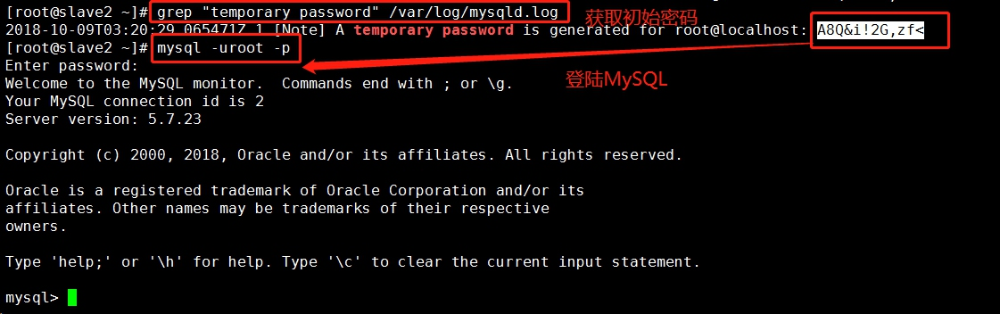 [root@slave2 ~]# grep "temporary password" /var/log/mysqld.log
获取初始密码
2018-10-09T03:20:29.065471Z 1 [Note] A temporary password is generated for root@localhost: A8Q&i!2G,zf<
[root@slave2 ~]# mysql -uroot -p
Enter password:
登陆MySQL
Welcome to the MySQL monitor.  Commands end with ; or \g.
Your MySQL connection id is 2
Server version: 5.7.23
Copyright (c) 2000, 2018, Oracle and/or its affiliates. All rights reserved.
Oracle is a registered trademark of Oracle Corporation and/or its
affiliates. Other names may be trademarks of their respective
owners.
Type 'help;' or '\h' for help. Type '\c' to clear the current input statement.
mysql>